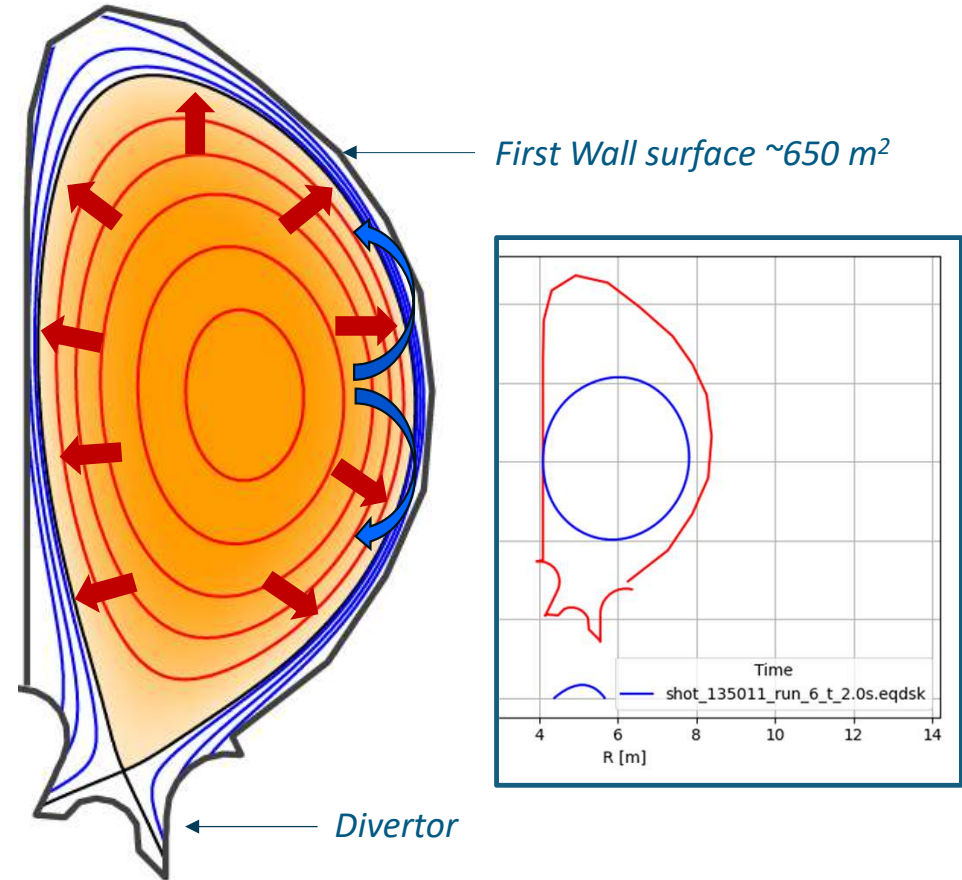 First Wall surface ~650 m²
Time
shot_135011_run_6_t_2.0s.eqdsk
4 6 8 10 12 14
R [m]
Divertor